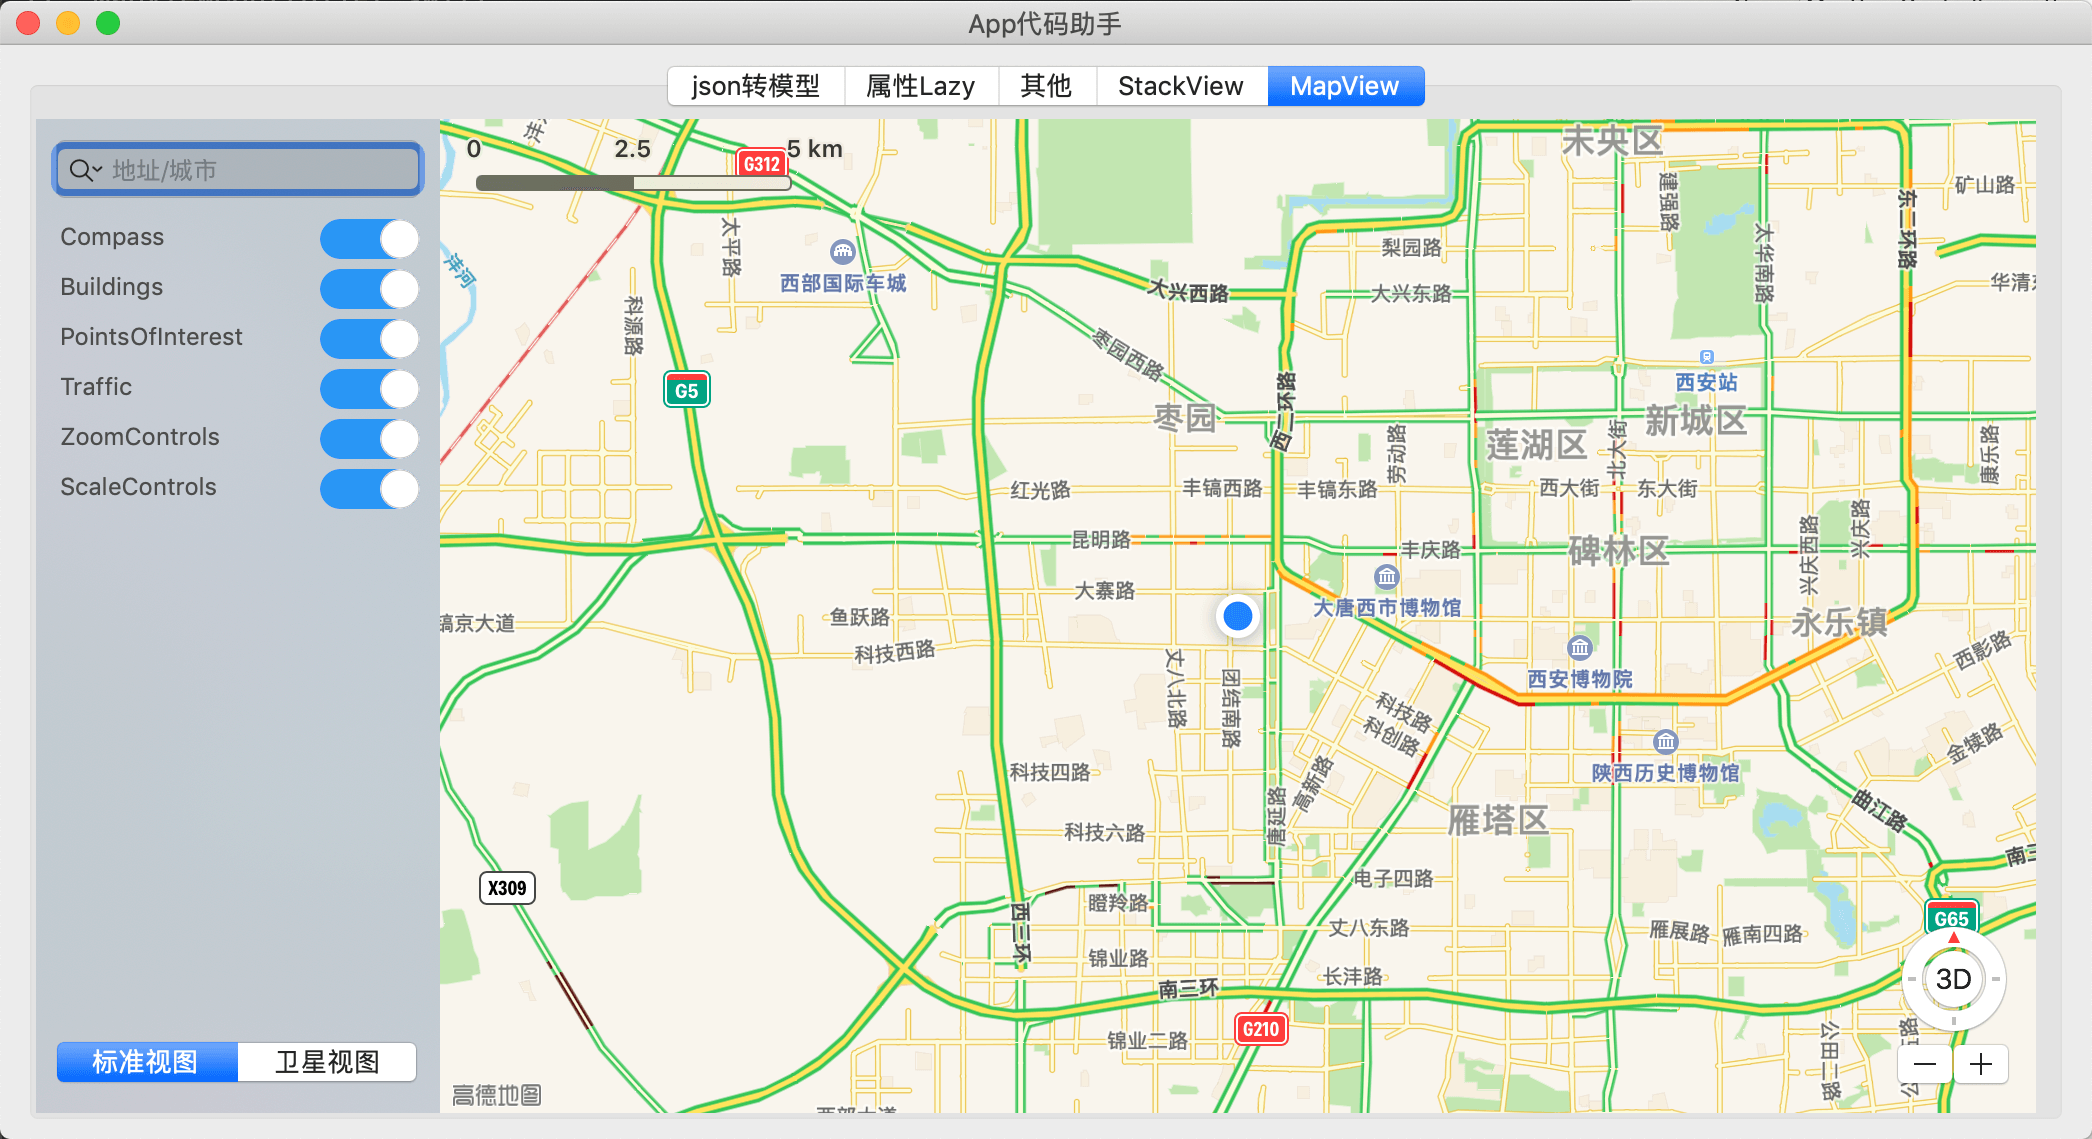 App代码助手
json转模型
属性Lazy
其他
StackView
MapView
地址/城市
Compass
Buildings
PointsOfInterest
Traffic
ZoomControls
ScaleControls
标准视图
卫星视图
0
2.5
5 km
G312
未央区
建强路
矿山路
东二环路
太平路
西部国际车城
梨园路
太华南路
沣河
大兴西路
大兴东路
华清
科源路
枣园西路
G5
西安站
西二环路
枣园
新城区
莲湖区
劳动路
北大街
康乐路
红光路
丰镐西路
丰镐东路
西大街
东大街
昆明路
丰庆路
碑林区
兴庆西路
兴庆路
大寨路
大唐西市博物馆
鱼跃路
镐京大道
永乐镇
科技西路
西影路
丈八北路
团结南路
西安博物院
科技路
科创路
金犊路
科技四路
高新路
陕西历史博物馆
唐延路
曲江路
科技六路
雁塔区
南三
X309
电子四路
瞪羚路
西三环
丈八东路
雁展路
雁南四路
G65
锦业路
长沣路
南三环
3D
G210
锦业二路
公田二路
高德地图